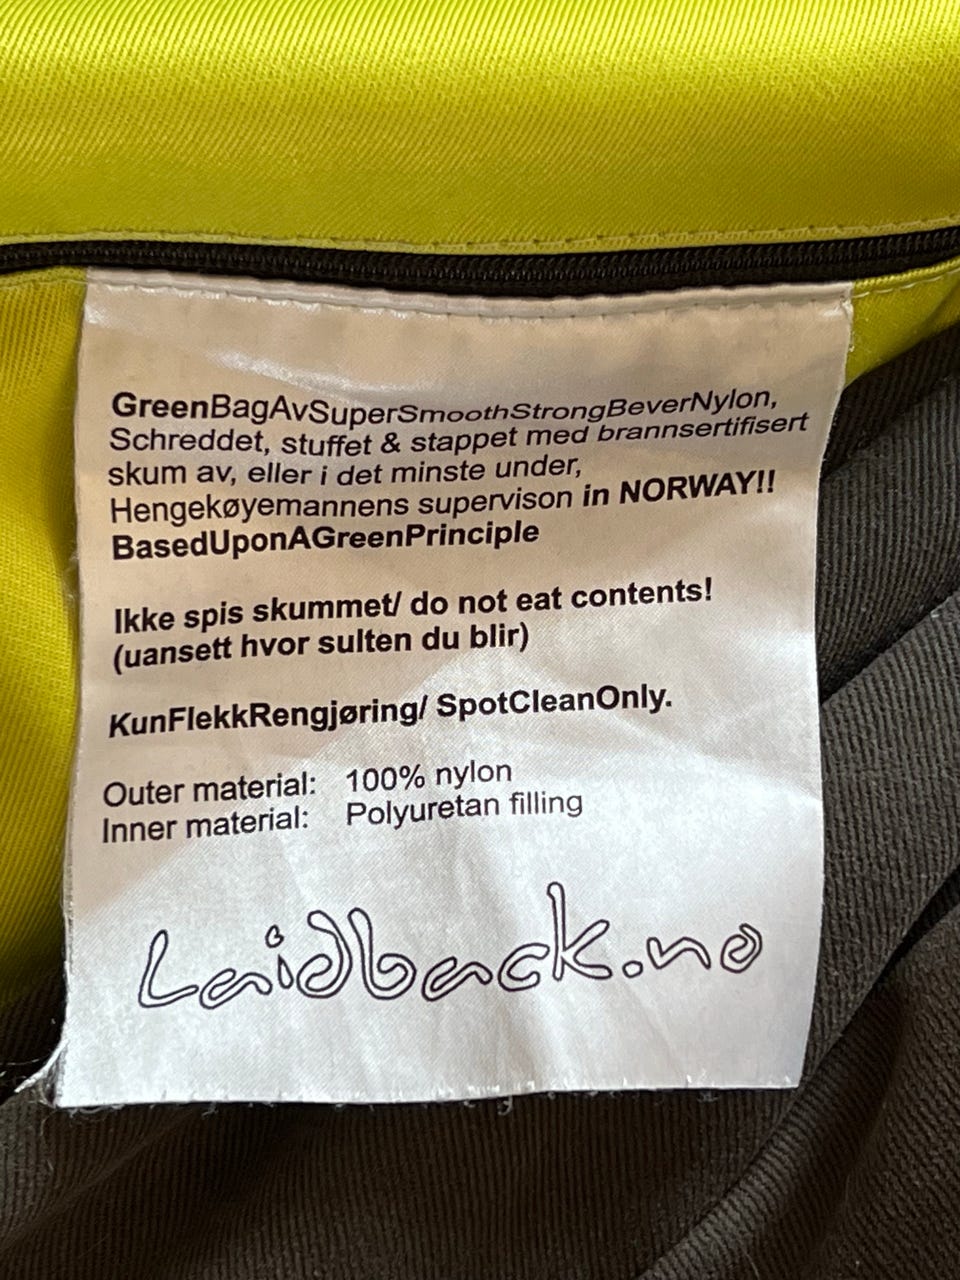 GreenBagAvSuperSmoothStrongBeverNylon,
Schreddet, stuffet & stappet med brannsertifisert
skum av, eller i det minste under,
Hengekøyemannens supervison in NORWAY!!
BasedUponAGreenPrinciple
Ikke spis skummet/ do not eat contents!
(uansett hvor sulten du blir)
KunFlekkRengjøring/ SpotCleanOnly.
Outer material: 100% nylon
Inner material: Polyuretan filling
Laidback.no